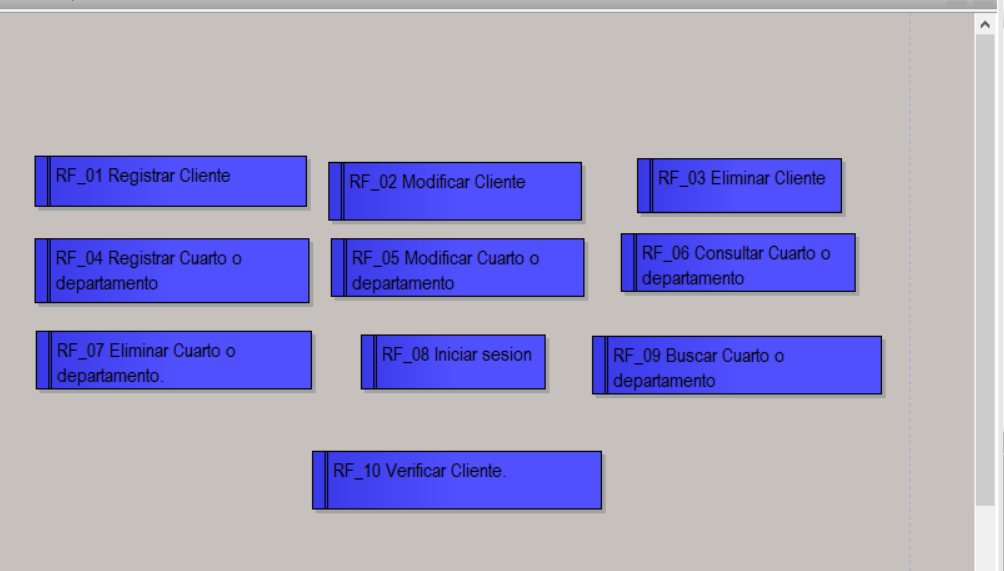 RF_01 Registrar Cliente
RF_02 Modificar Cliente
RF_03 Eliminar Cliente
RF_04 Registrar Cuarto o
departamento
RF_05 Modificar Cuarto o
departamento
RF_06 Consultar Cuarto o
departamento
RF_07 Eliminar Cuarto o
departamento.
RF_08 Iniciar sesion
RF_09 Buscar Cuarto o
departamento
RF_10 Verificar Cliente.